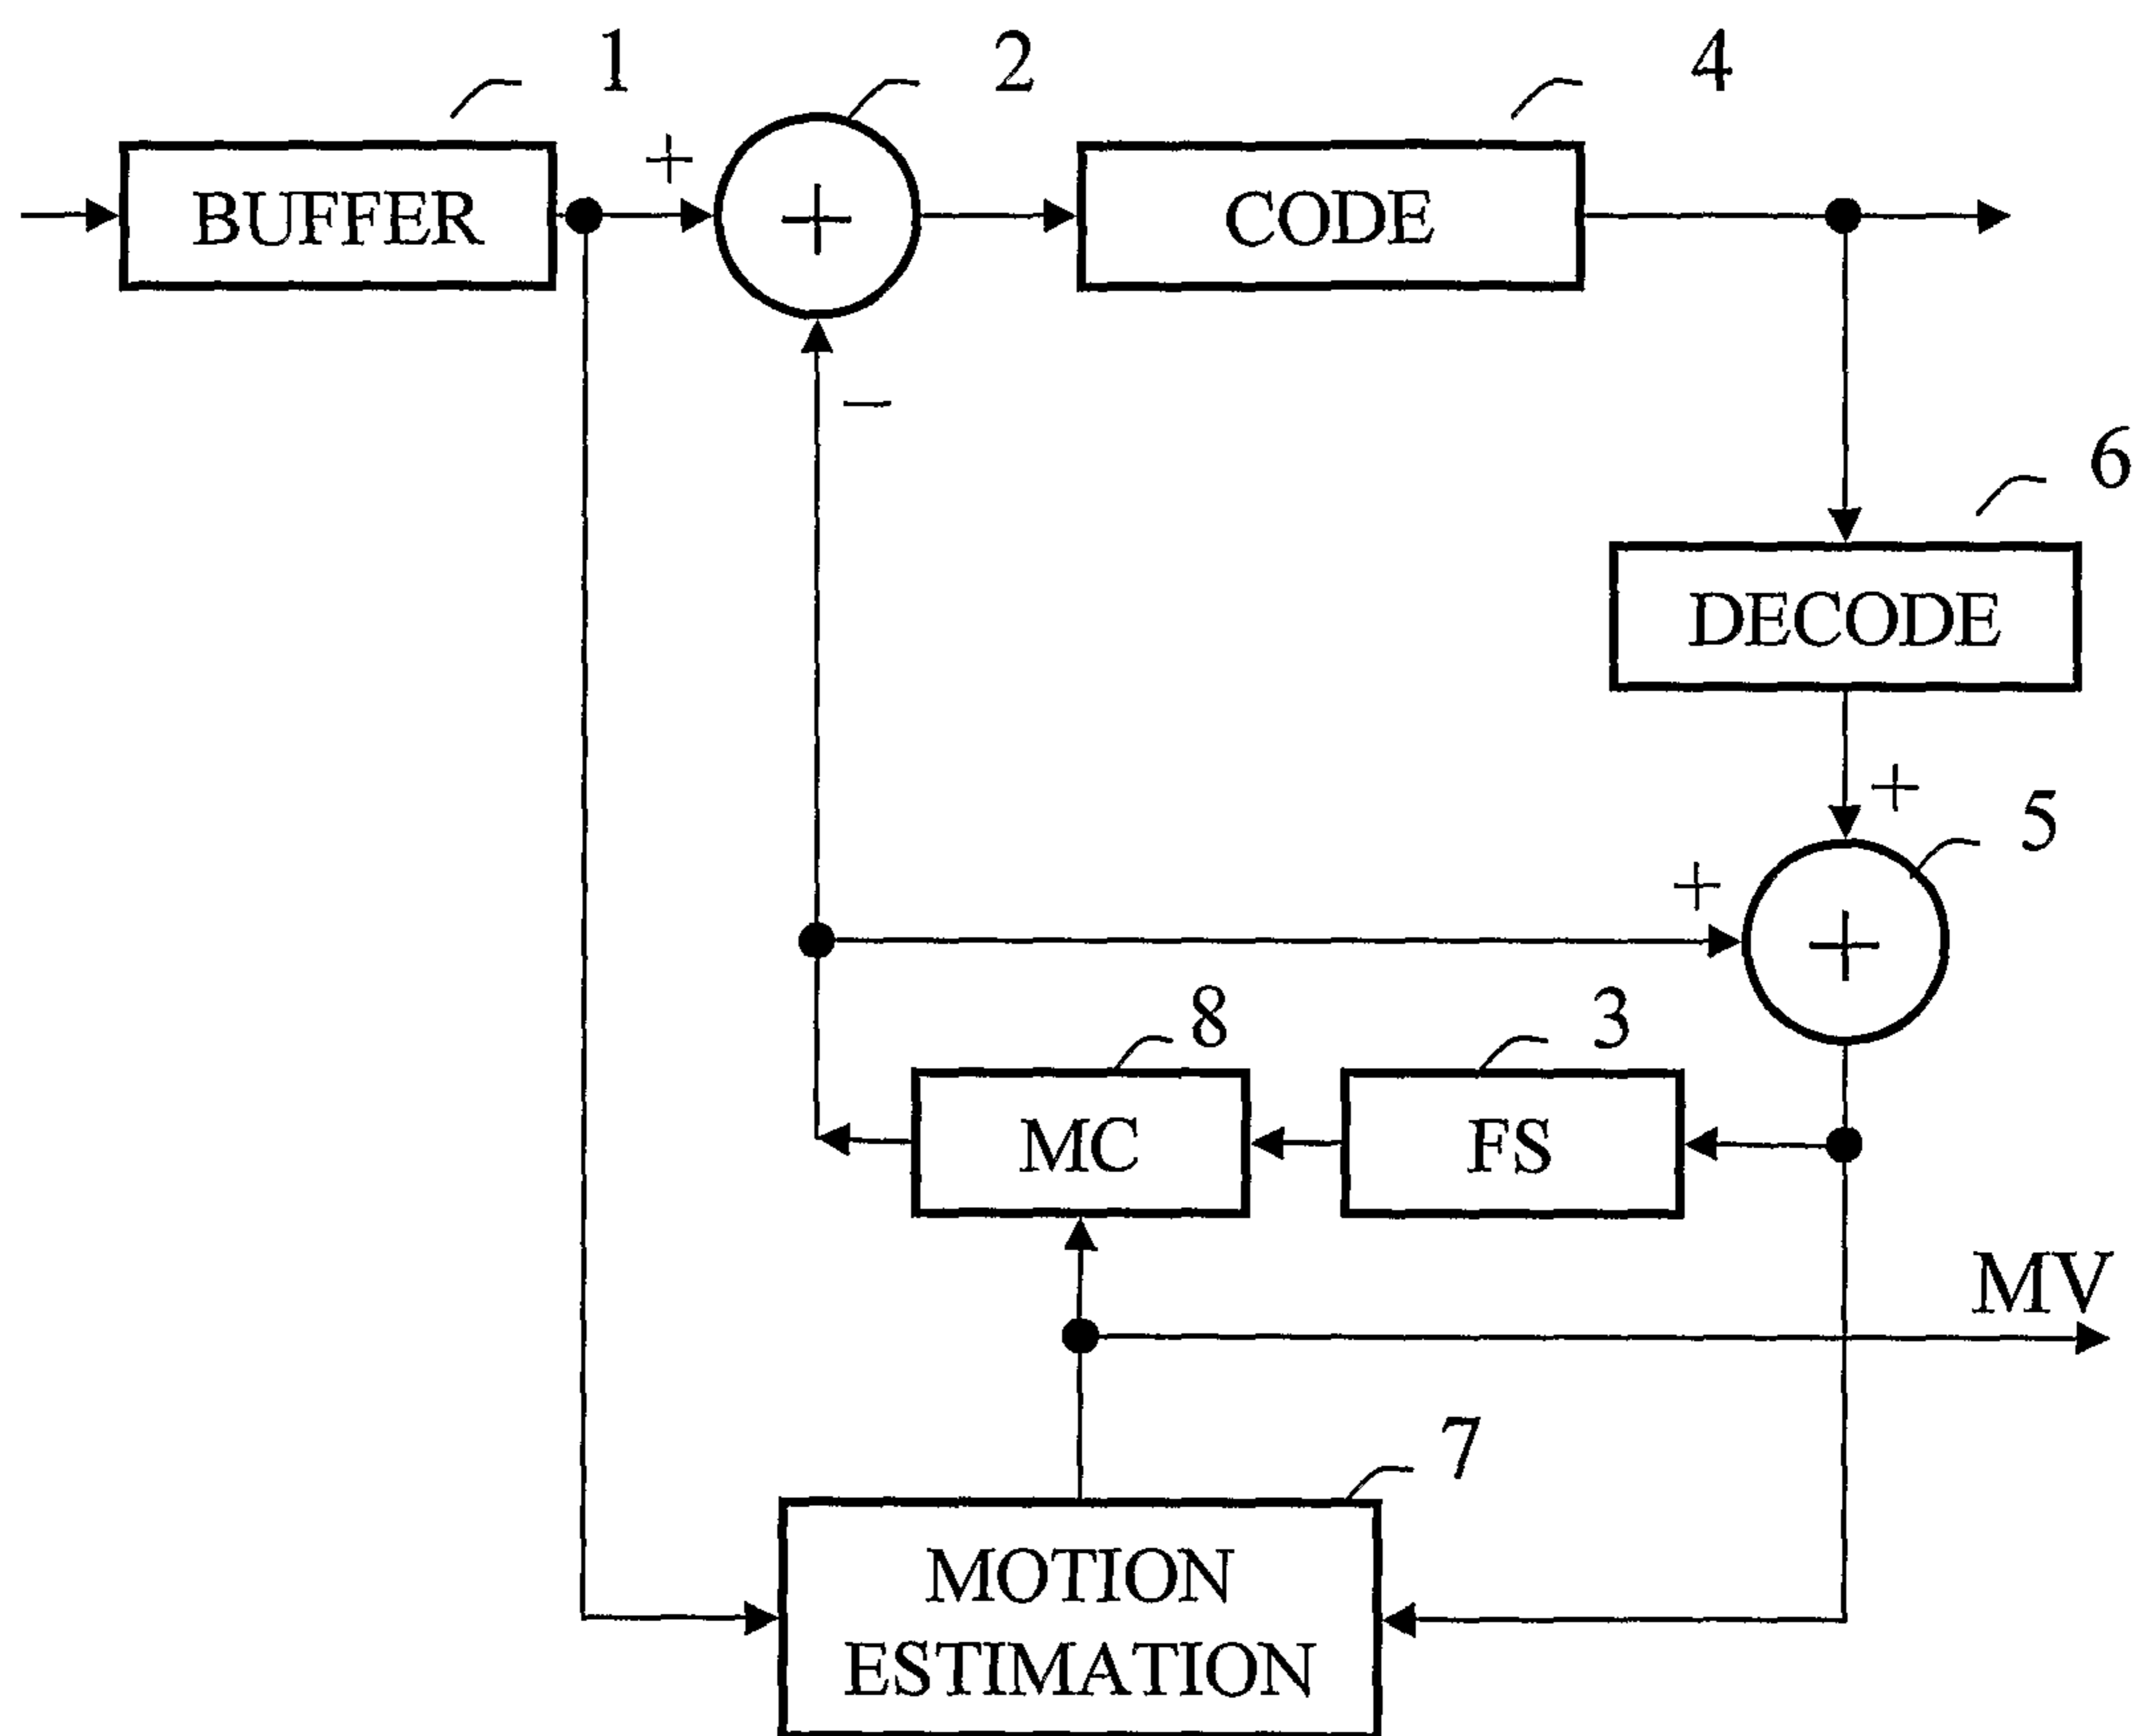 1
2
4
BUFFER
+
+
CODE
−
6
DECODE
+
5
+
+
8
3
MC
FS
MV
7
MOTION
ESTIMATION